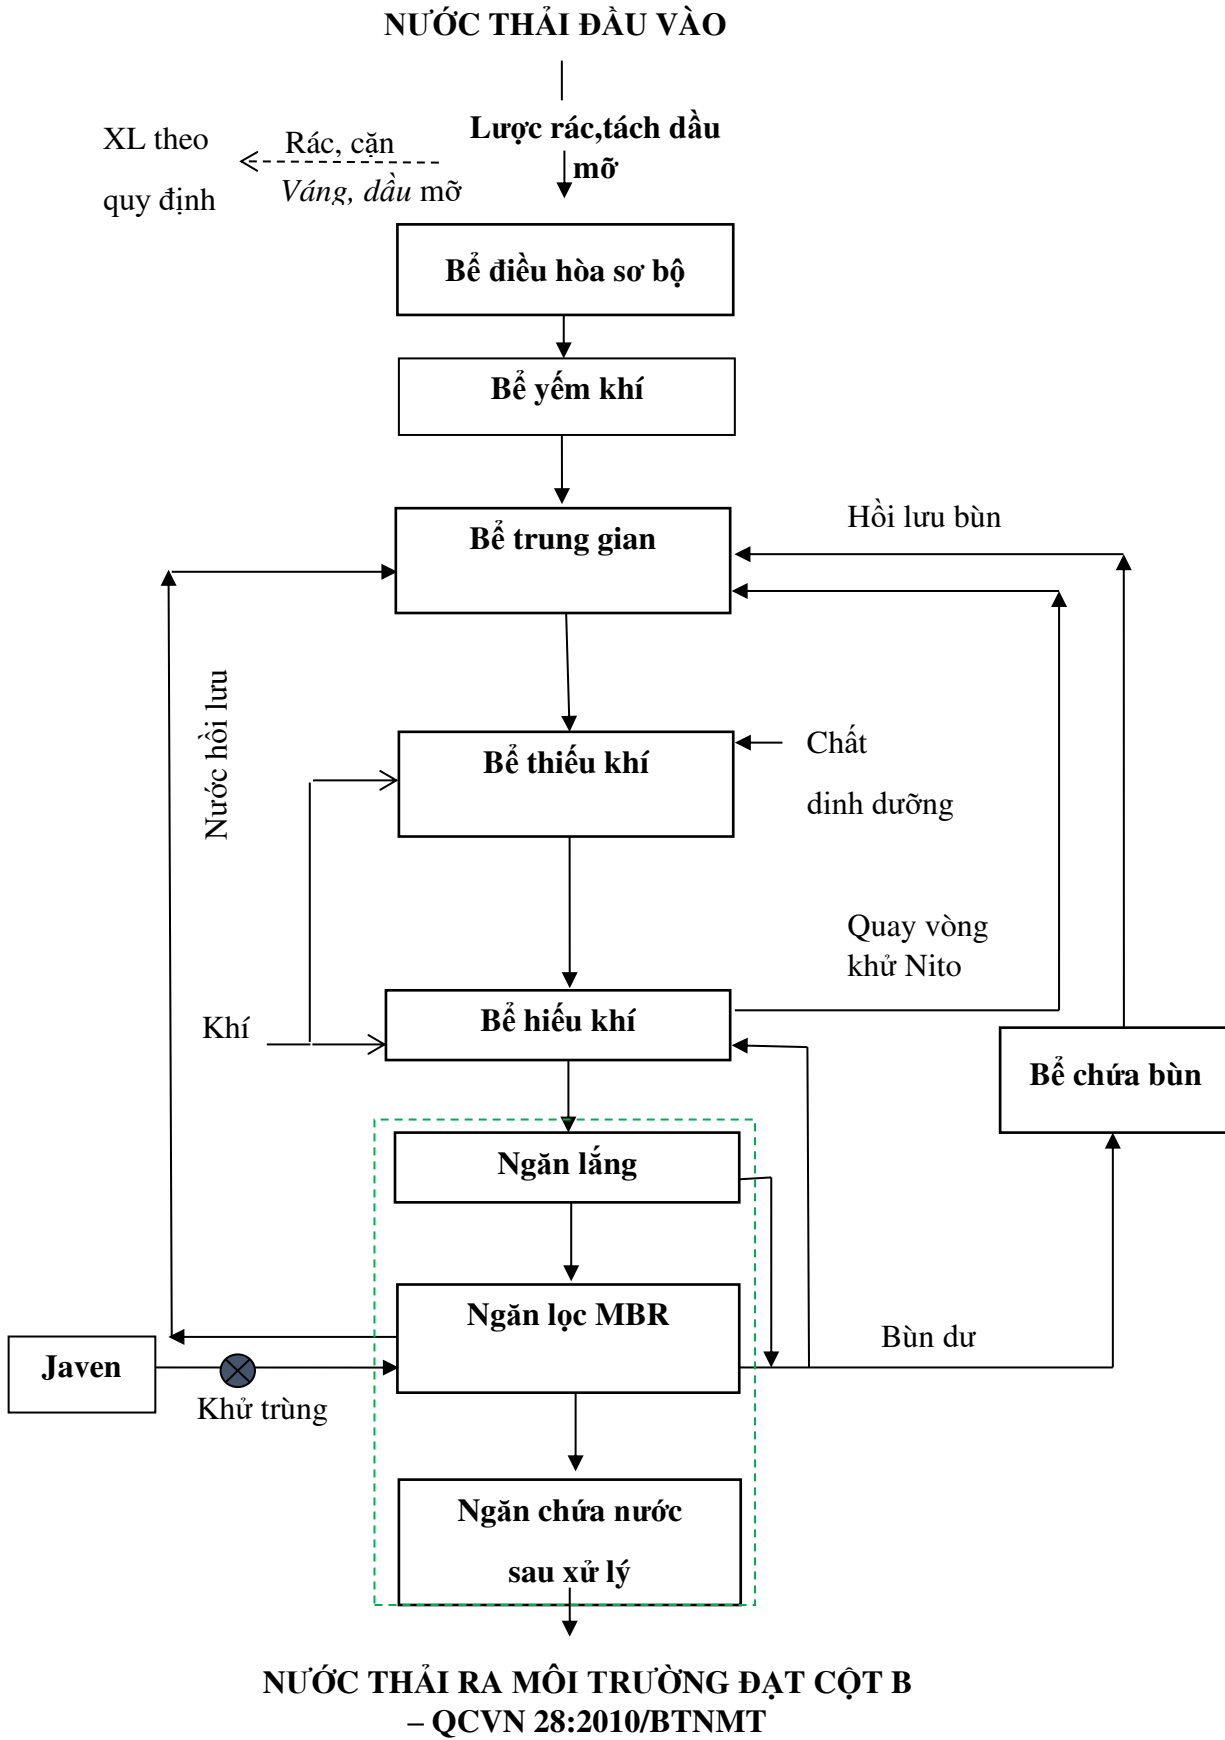 NƯỚC THẢI ĐẦU VÀO
Lược rác,tách dầu
mỡ
XL theo
quy định
Rác, cặn
Váng, dầu mỡ
Bể điều hòa sơ bộ
Bể yếm khí
Bể trung gian
Hồi lưu bùn
Nước hồi lưu
Bể thiếu khí
Chất
dinh dưỡng
Quay vòng
khử Nito
Khí
Bể hiếu khí
Bể chứa bùn
Ngăn lắng
Ngăn lọc MBR
Bùn dư
Javen
Khử trùng
Ngăn chứa nước
sau xử lý
NƯỚC THẢI RA MÔI TRƯỜNG ĐẠT CỘT B
– QCVN 28:2010/BTNMT